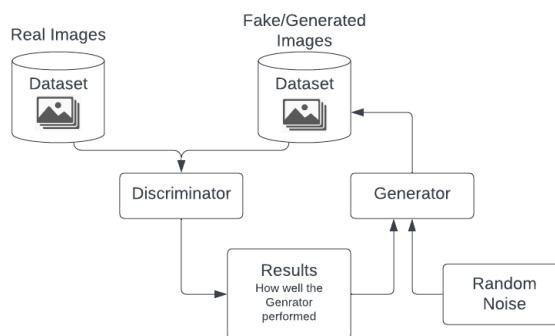 Real Images
Fake/Generated
Images
Dataset
Dataset
Discriminator
Generator
Results
How well the
Genrator
performed
Random
Noise